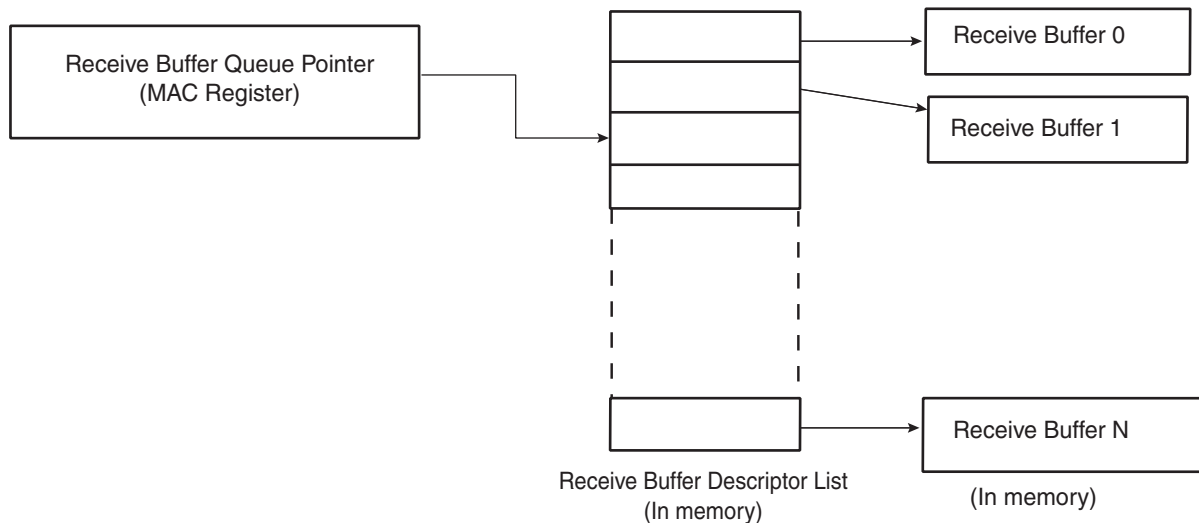 Receive Buffer Queue Pointer
(MAC Register)
Receive Buffer 0
Receive Buffer 1
Receive Buffer N
Receive Buffer Descriptor List
(In memory)
(In memory)